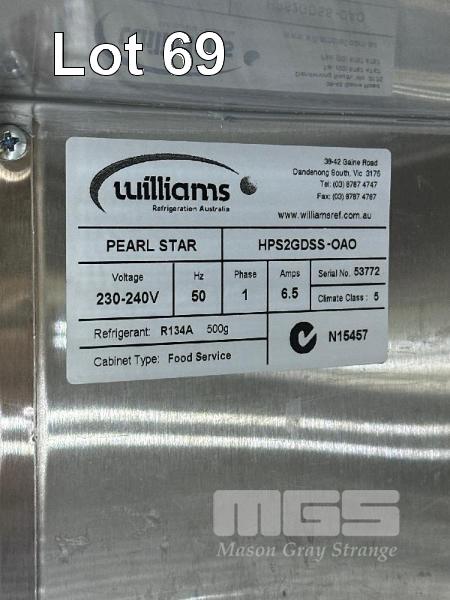 Lot 69
williams
Refrigeration Australia
38-42 Gaine Road
Dandenong South, Vic 3175
Tel: (03) 8787 4747
Fax: (03) 8787 4787
www.williamsref.com.au
PEARL STAR HPS2GDSS-OAO
Voltage Hz Phase Amps Serial No. 53772
230-240V 50 1 6.5 Climate Class : 5
Refrigerant: R134A 500g N15457
Cabinet Type: Food Service
MGS
Mason Gray Strange